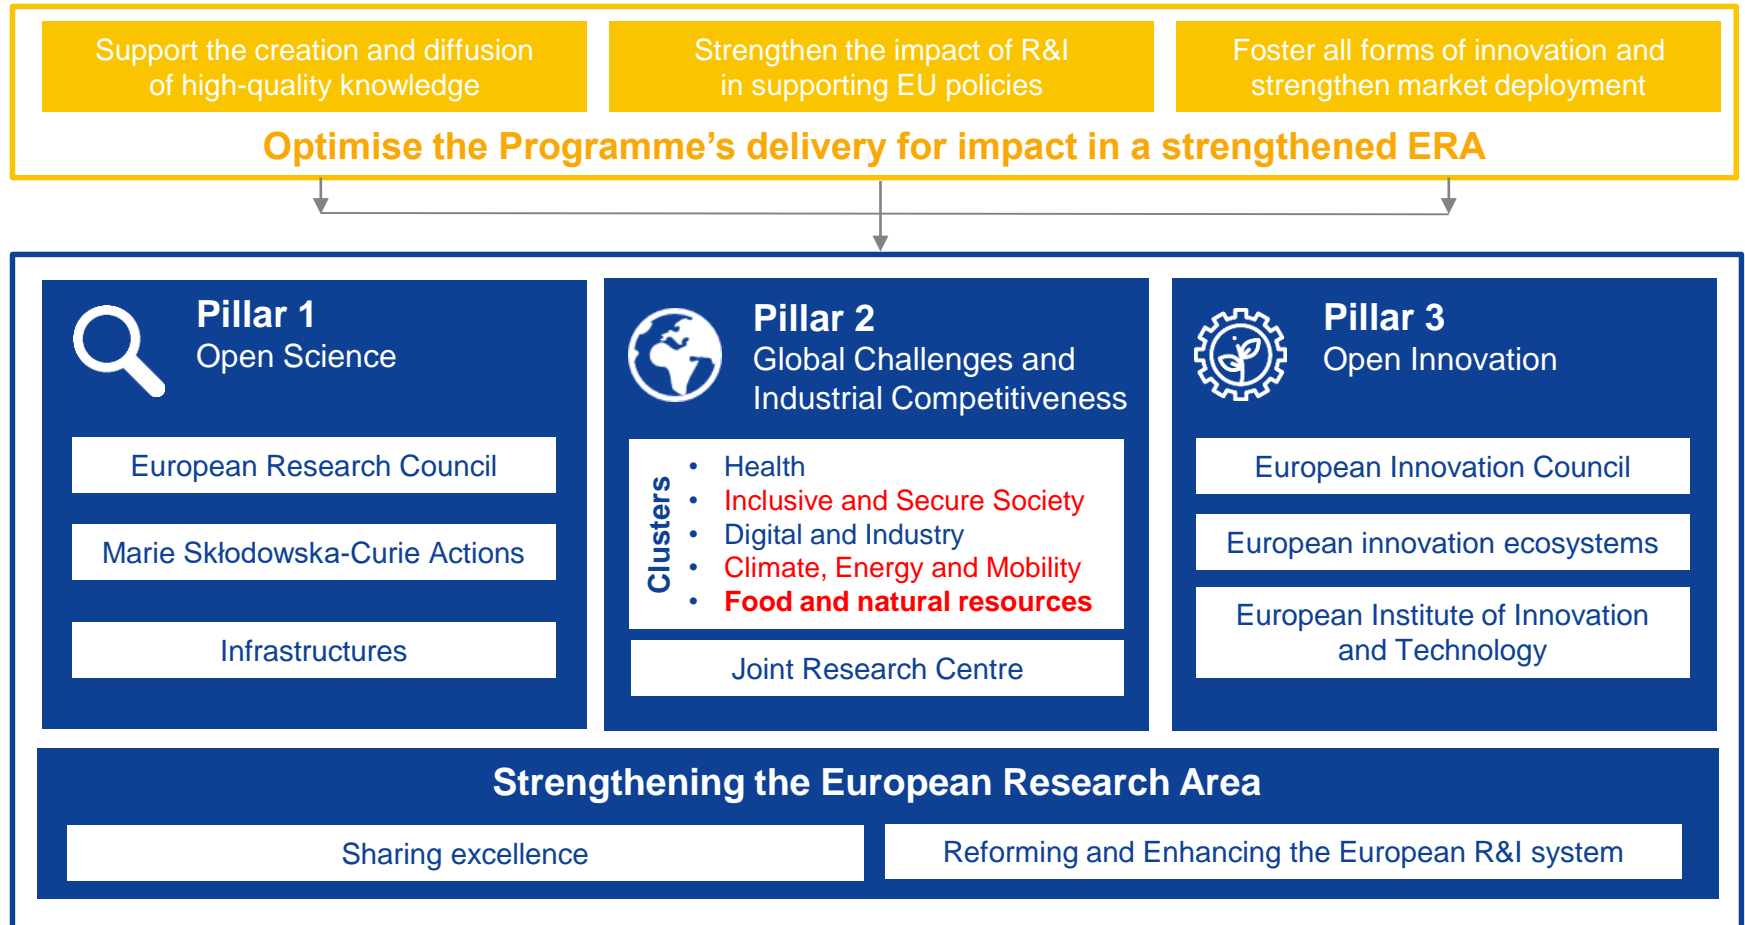 Support the creation and diffusion
of high-quality knowledge
Strengthen the impact of R&I
in supporting EU policies
Foster all forms of innovation and
strengthen market deployment
Optimise the Programme’s delivery for impact in a strengthened ERA
Pillar 1
Open Science
European Research Council
Marie Skłodowska-Curie Actions
Infrastructures
Pillar 2
Global Challenges and
Industrial Competitiveness
Clusters
• Health
• Inclusive and Secure Society
• Digital and Industry
• Climate, Energy and Mobility
• Food and natural resources
Joint Research Centre
Pillar 3
Open Innovation
European Innovation Council
European innovation ecosystems
European Institute of Innovation
and Technology
Strengthening the European Research Area
Sharing excellence
Reforming and Enhancing the European R&I system